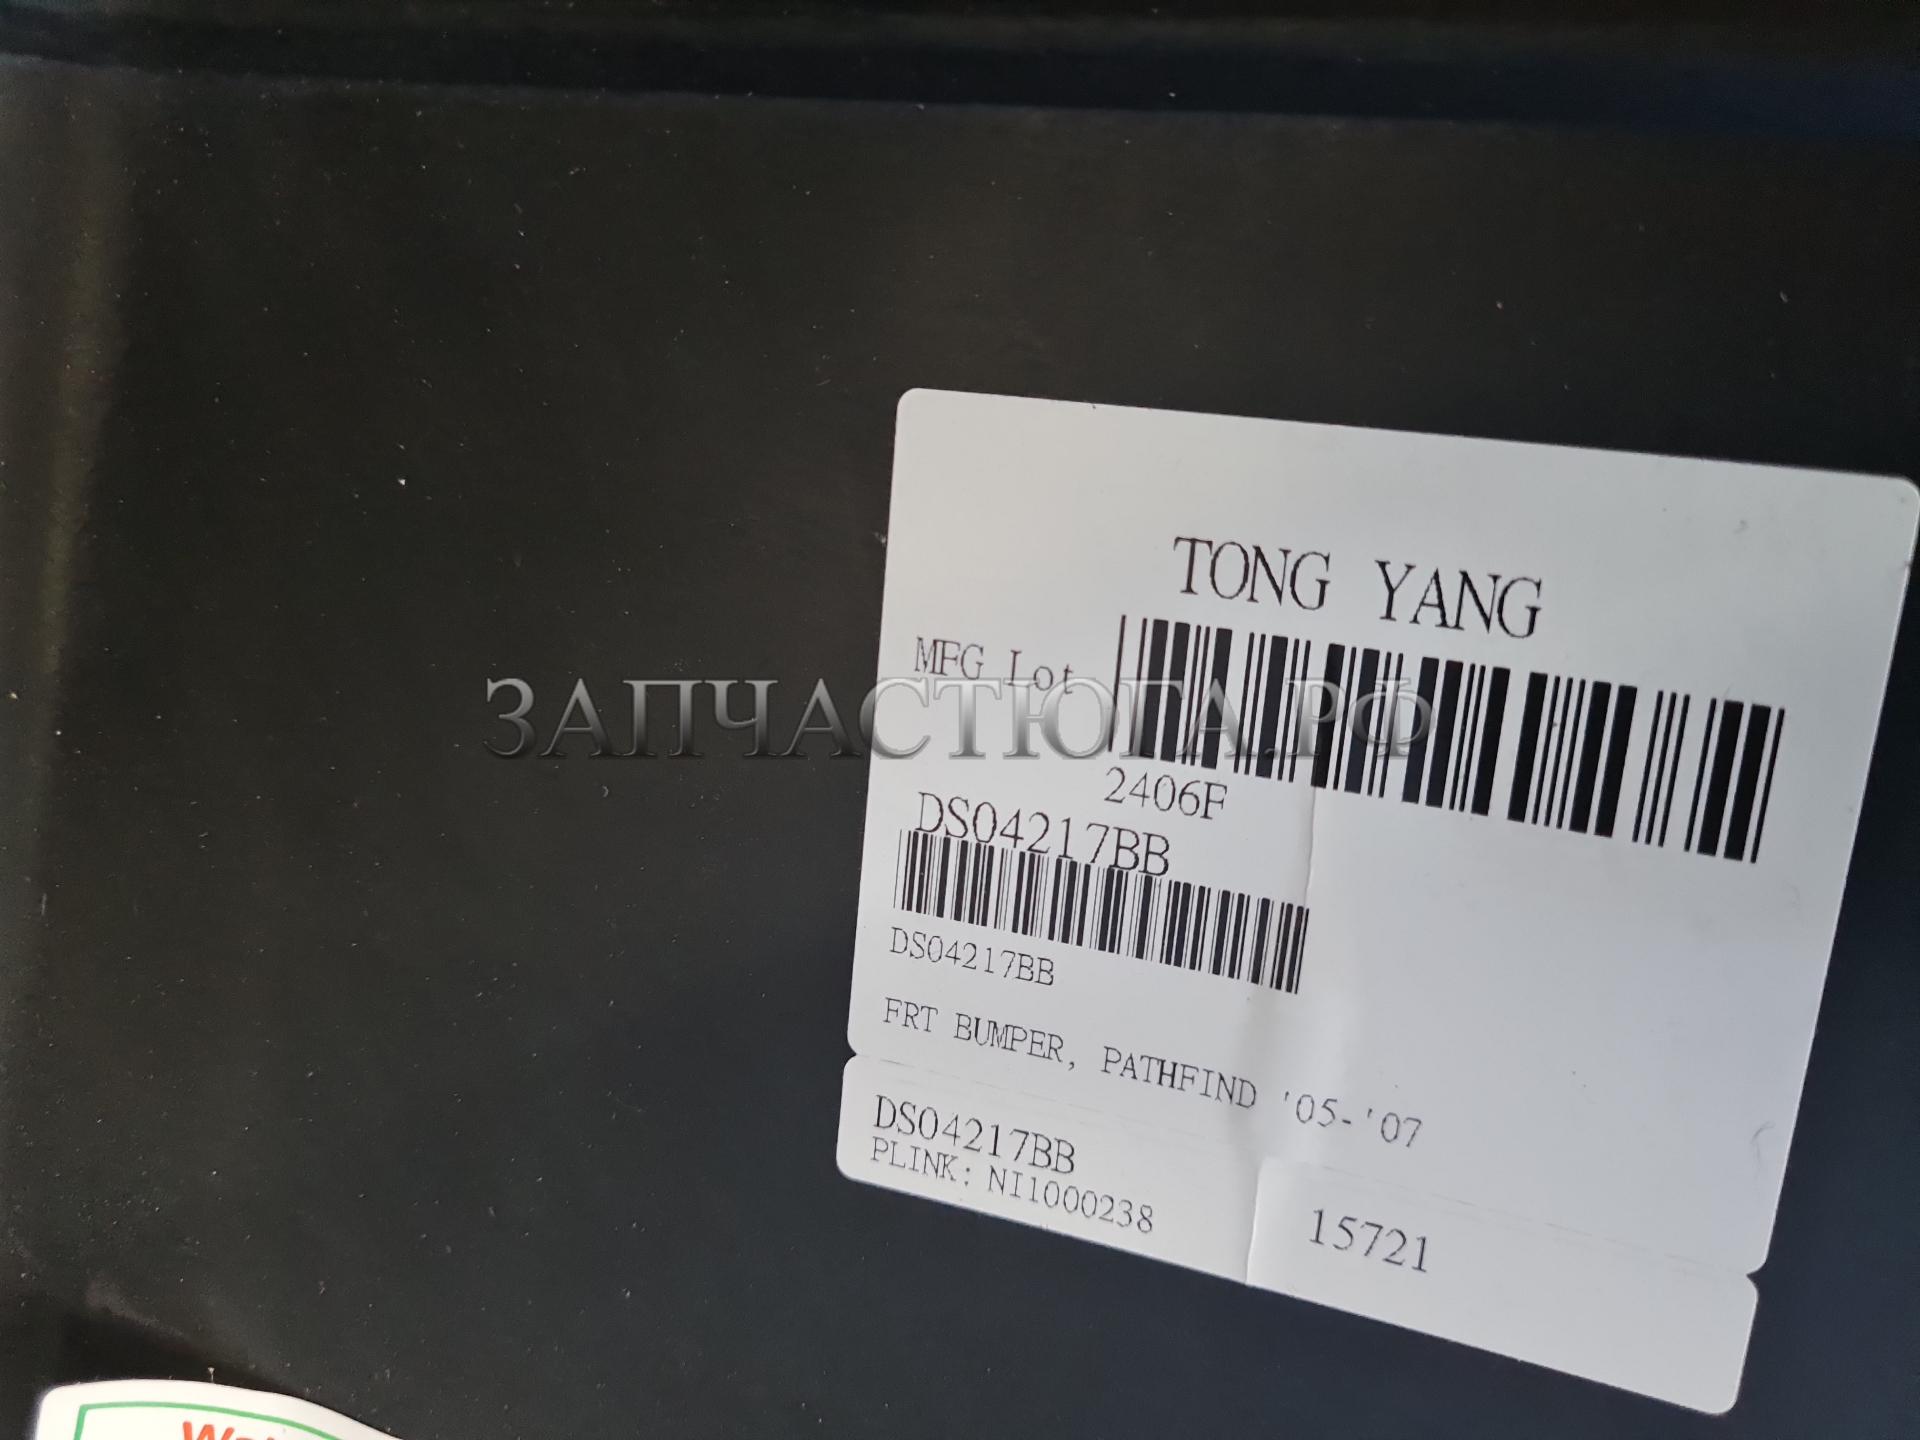 TONG YANG
MFG Lot
ЗАПЧАСТЮГА.РФ
2406F
DS04217BB
DS04217BB
FRT BUMPER, PATHFIND '05-'07
DS04217BB
PLINK: NI1000238
15721